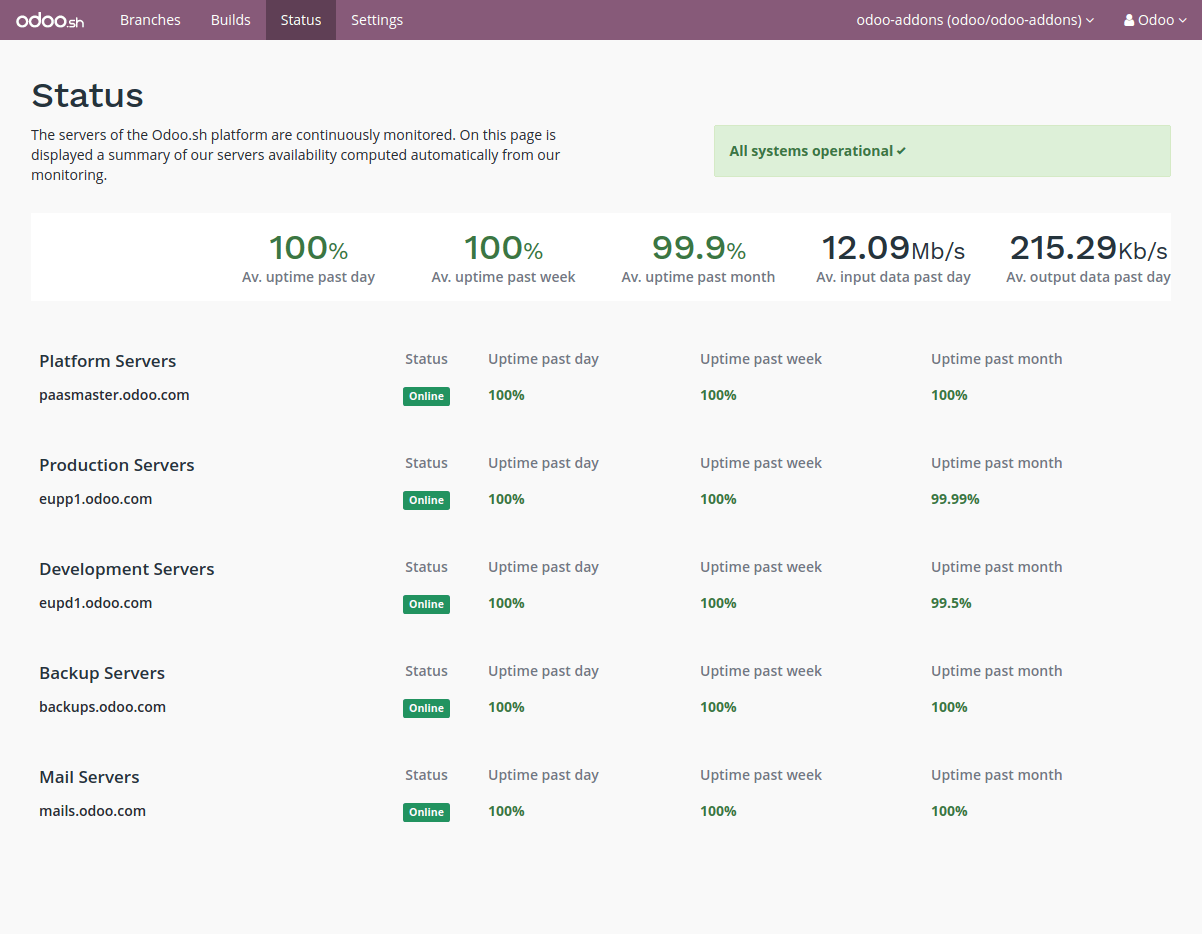 odoo.sh Branches Builds Status Settings odoo-addons (odoo/odoo-addons) Odoo
Status
The servers of the Odoo.sh platform are continuously monitored. On this page is
displayed a summary of our servers availability computed automatically from our
monitoring.
All systems operational
100% 100% 99.9% 12.09Mb/s 215.29Kb/s
Av. uptime past day Av. uptime past week Av. uptime past month Av. input data past day Av. output data past day
Platform Servers Status Uptime past day Uptime past week Uptime past month
paasmaster.odoo.com Online 100% 100% 100%
Production Servers Status Uptime past day Uptime past week Uptime past month
eupp1.odoo.com Online 100% 100% 99.99%
Development Servers Status Uptime past day Uptime past week Uptime past month
eupd1.odoo.com Online 100% 100% 99.5%
Backup Servers Status Uptime past day Uptime past week Uptime past month
backups.odoo.com Online 100% 100% 100%
Mail Servers Status Uptime past day Uptime past week Uptime past month
mails.odoo.com Online 100% 100% 100%